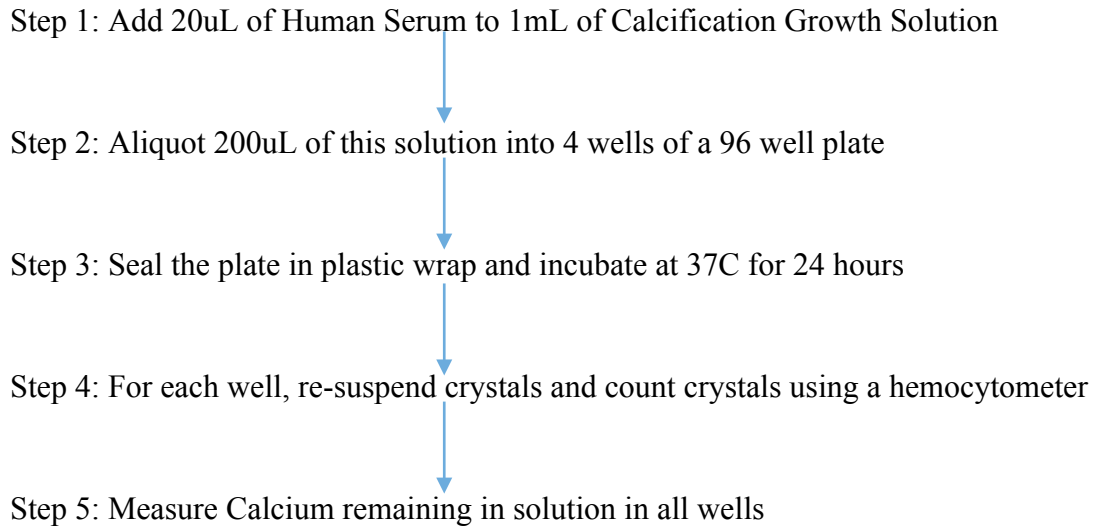 Step 1: Add 20uL of Human Serum to 1mL of Calcification Growth Solution
Step 2: Aliquot 200uL of this solution into 4 wells of a 96 well plate
Step 3: Seal the plate in plastic wrap and incubate at 37C for 24 hours
Step 4: For each well, re-suspend crystals and count crystals using a hemocytometer
Step 5: Measure Calcium remaining in solution in all wells